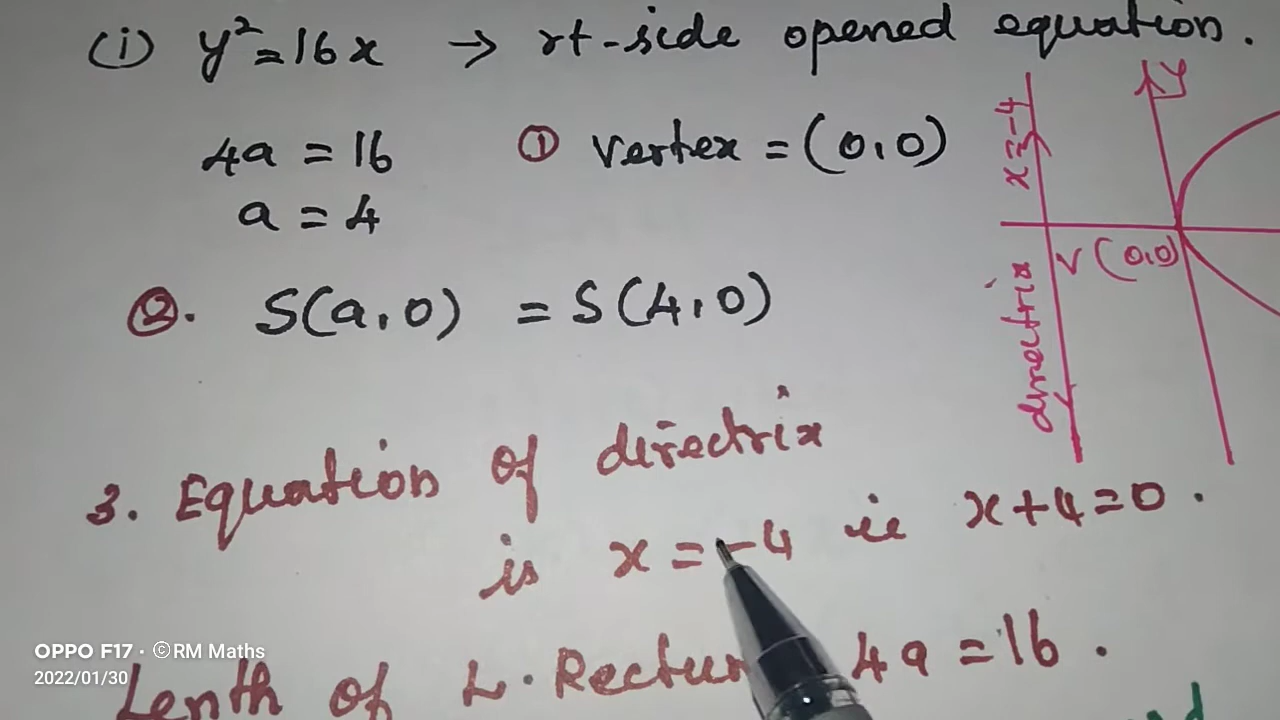 (i) y²=16x → rt-side opened equation.
4a = 16 ① vertex = (0,0)
a = 4
②. S(a,0) = S(4,0)
3. Equation of directrix
is x = -4 ie x+4=0.
Lenth of L. Rectum 4a = 16.
x=-4
y
V (0,0)
directrix
OPPO F17 · ©RM Maths
2022/01/30